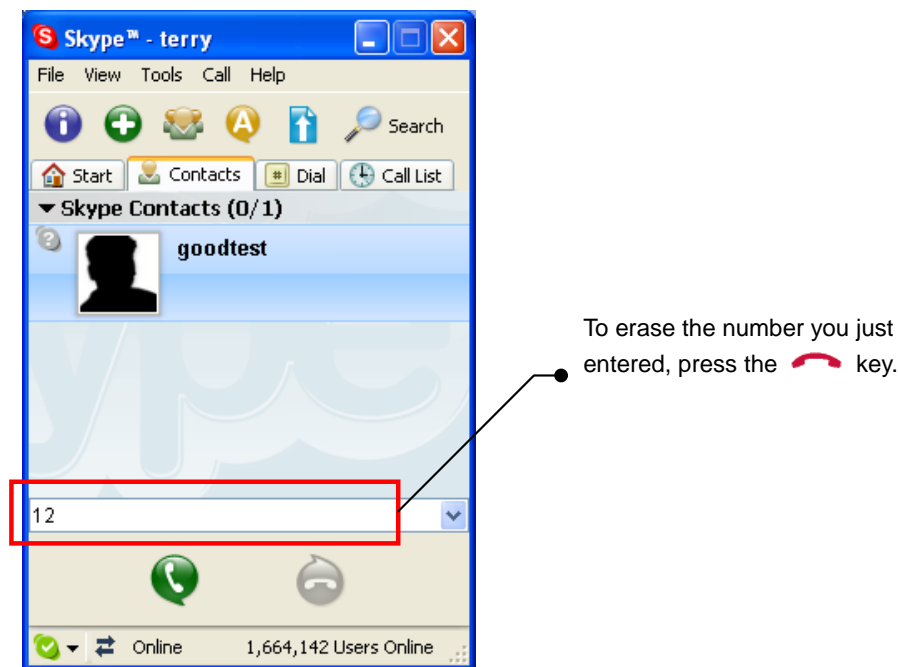 Skype™ - terry
File View Tools Call Help
Search
Start Contacts # Dial Call List
Skype Contacts (0/1)
goodtest
To erase the number you just
entered, press the key.
12
Online 1,664,142 Users Online